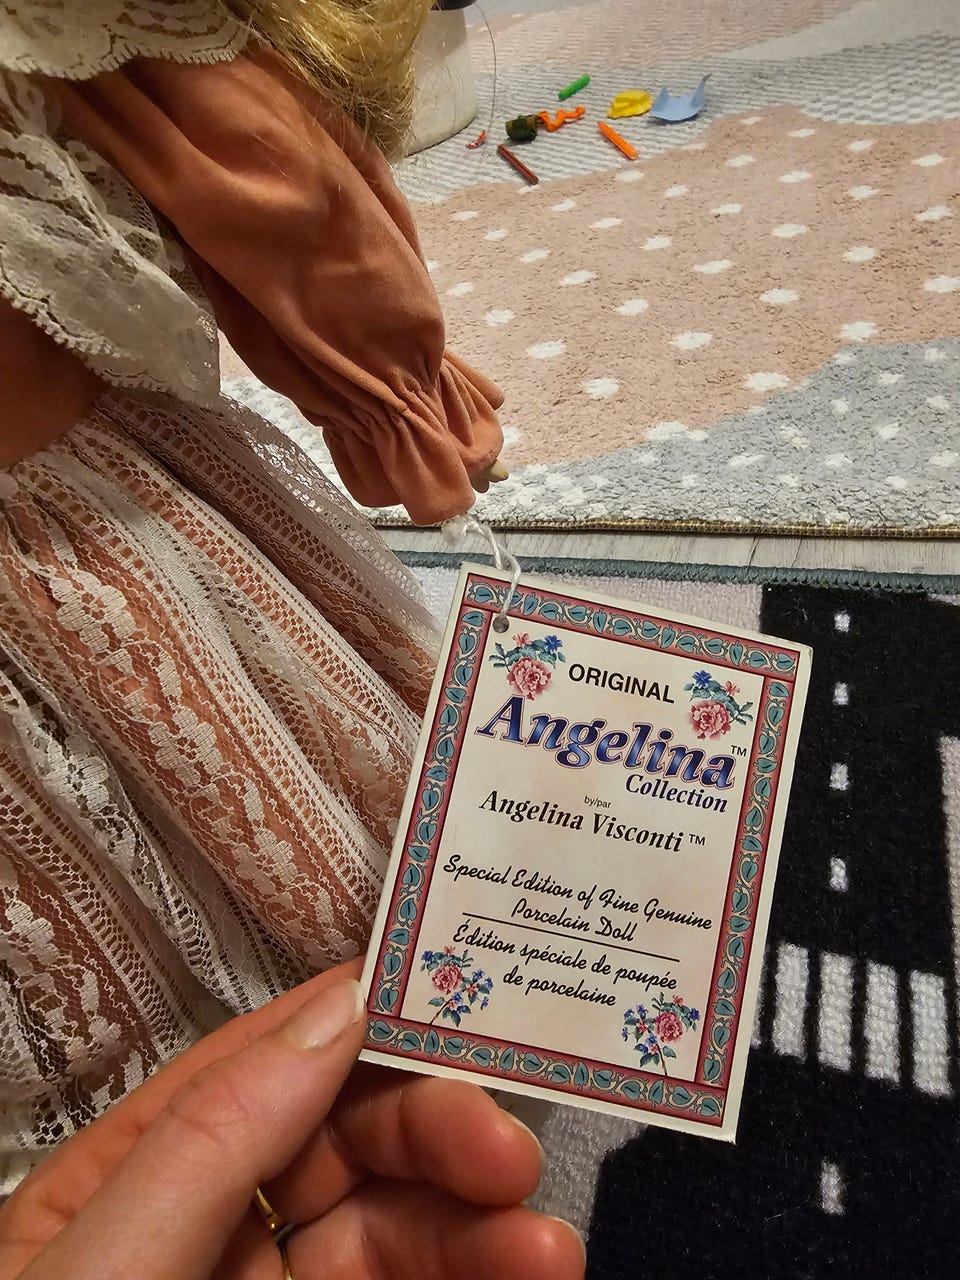 ORIGINAL
Angelina™
Collection
by/par
Angelina Visconti™
Special Edition of Fine Genuine
Porcelain Doll
Édition spéciale de poupée
de porcelaine